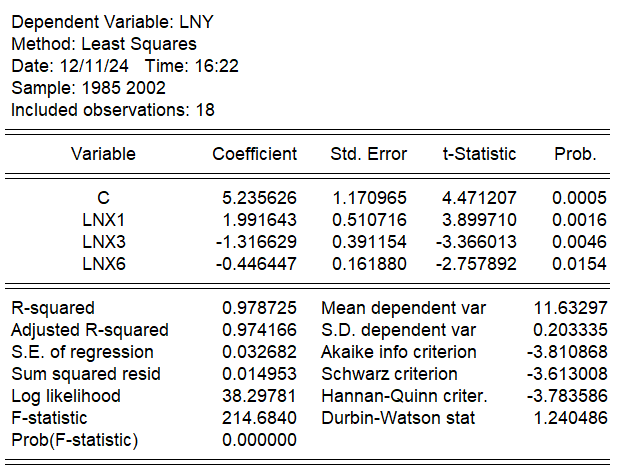 Dependent Variable: LNY
Method: Least Squares
Date: 12/11/24 Time: 16:22
Sample: 1985 2002
Included observations: 18
Variable Coefficient Std. Error t-Statistic Prob.
C 5.235626 1.170965 4.471207 0.0005
LNX1 1.991643 0.510716 3.899710 0.0016
LNX3 -1.316629 0.391154 -3.366013 0.0046
LNX6 -0.446447 0.161880 -2.757892 0.0154
R-squared 0.978725 Mean dependent var 11.63297
Adjusted R-squared 0.974166 S.D. dependent var 0.203335
S.E. of regression 0.032682 Akaike info criterion -3.810868
Sum squared resid 0.014953 Schwarz criterion -3.613008
Log likelihood 38.29781 Hannan-Quinn criter. -3.783586
F-statistic 214.6840 Durbin-Watson stat 1.240486
Prob(F-statistic) 0.000000